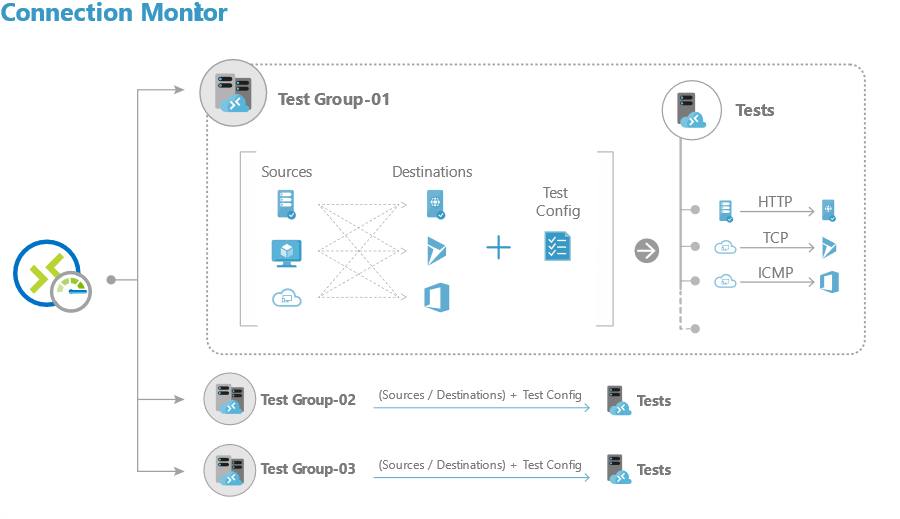 Connection Monitor
Test Group-01
Tests
Sources
Destinations
Test
Config
HTTP
TCP
ICMP
Test Group-02
(Sources / Destinations) + Test Config
Tests
Test Group-03
(Sources / Destinations) + Test Config
Tests